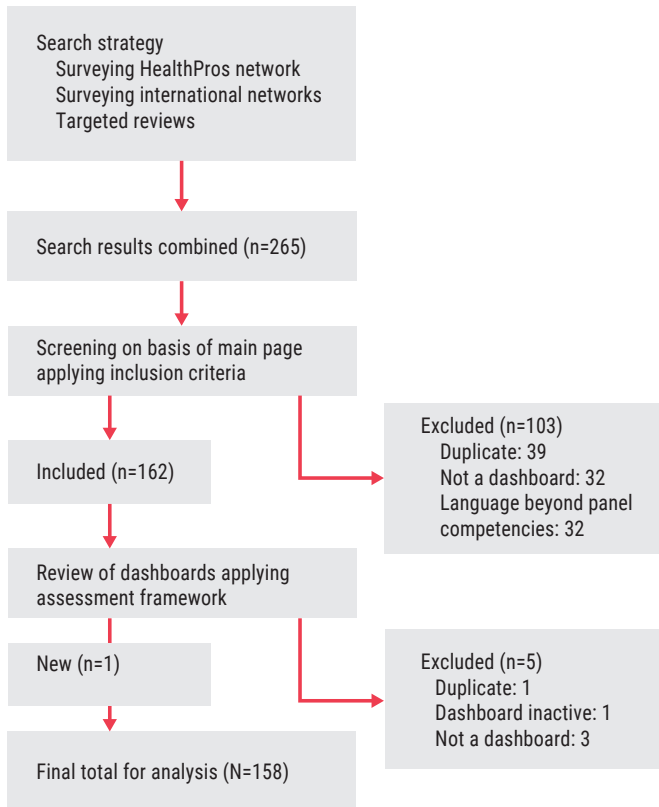 Search strategy
Surveying HealthPros network
Surveying international networks
Targeted reviews
Search results combined (n=265)
Screening on basis of main page
applying inclusion criteria
Excluded (n=103)
Duplicate: 39
Not a dashboard: 32
Language beyond panel
competencies: 32
Included (n=162)
Review of dashboards applying
assessment framework
New (n=1)
Excluded (n=5)
Duplicate: 1
Dashboard inactive: 1
Not a dashboard: 3
Final total for analysis (N=158)